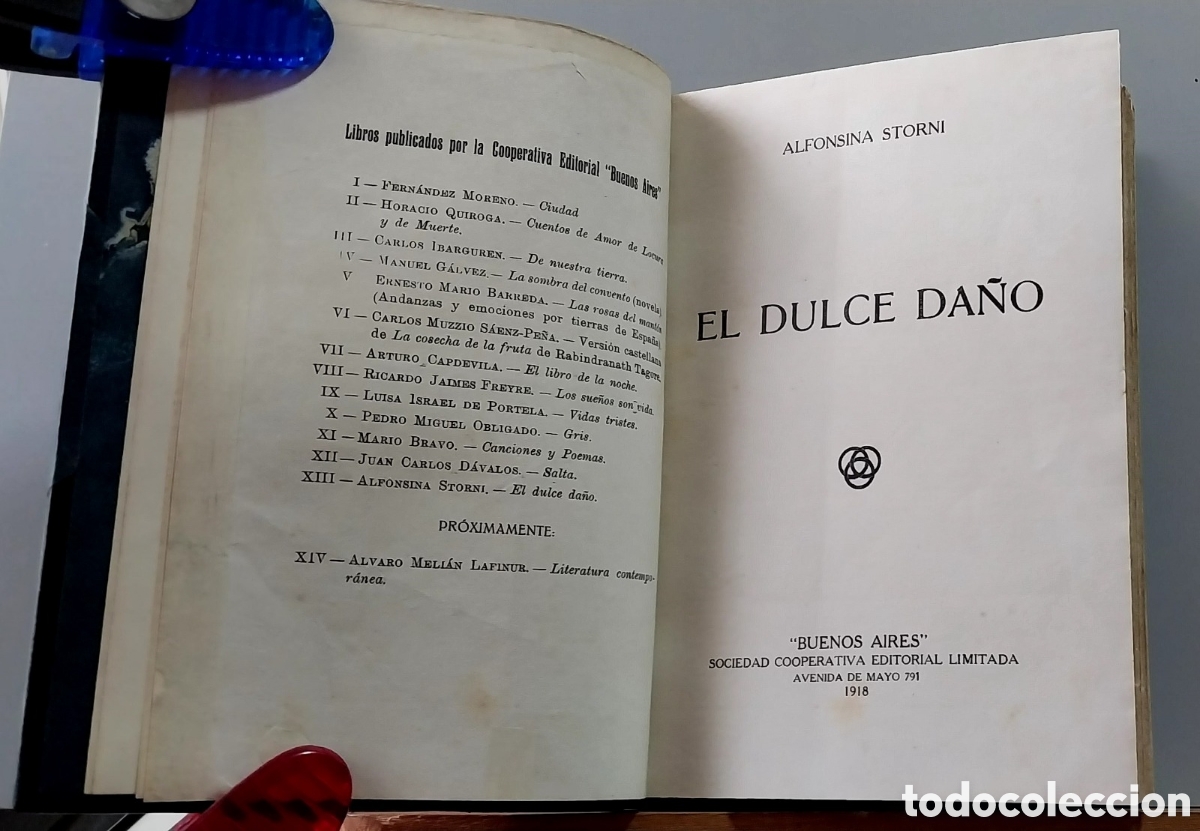 Libros publicados por la Cooperativa Editorial "Buenos Aires"
I — FERNÁNDEZ MORENO. — Ciudad
II — HORACIO QUIROGA. — Cuentos de Amor de Locura
y de Muerte.
III — CARLOS IBARGUREN. — De nuestra tierra.
IV — MANUEL GÁLVEZ. — La sombra del convento (novela)
V ERNESTO MARIO BARREDA. — Las rosas del mantón
(Andanzas y emociones por tierras de España).
VI — CARLOS MUZZIO SÁENZ-PEÑA. — Versión castellana
de La cosecha de la fruta de Rabindranath Tagore.
VII — ARTURO CAPDEVILA. — El libro de la noche.
VIII — RICARDO JAIMES FREYRE. — Los sueños son vida.
IX — LUISA ISRAEL DE PORTELA. — Vidas tristes.
X — PEDRO MIGUEL OBLIGADO. — Gris.
XI — MARIO BRAVO. — Canciones y Poemas.
XII — JUAN CARLOS DÁVALOS. — Salta.
XIII — ALFONSINA STORNI. — El dulce daño.
PRÓXIMAMENTE:
XIV — ALVARO MELIÁN LAFINUR. — Literatura contempo-
ránea.
ALFONSINA STORNI
EL DULCE DAÑO
"BUENOS AIRES"
SOCIEDAD COOPERATIVA EDITORIAL LIMITADA
AVENIDA DE MAYO 791
1918
todocoleccion